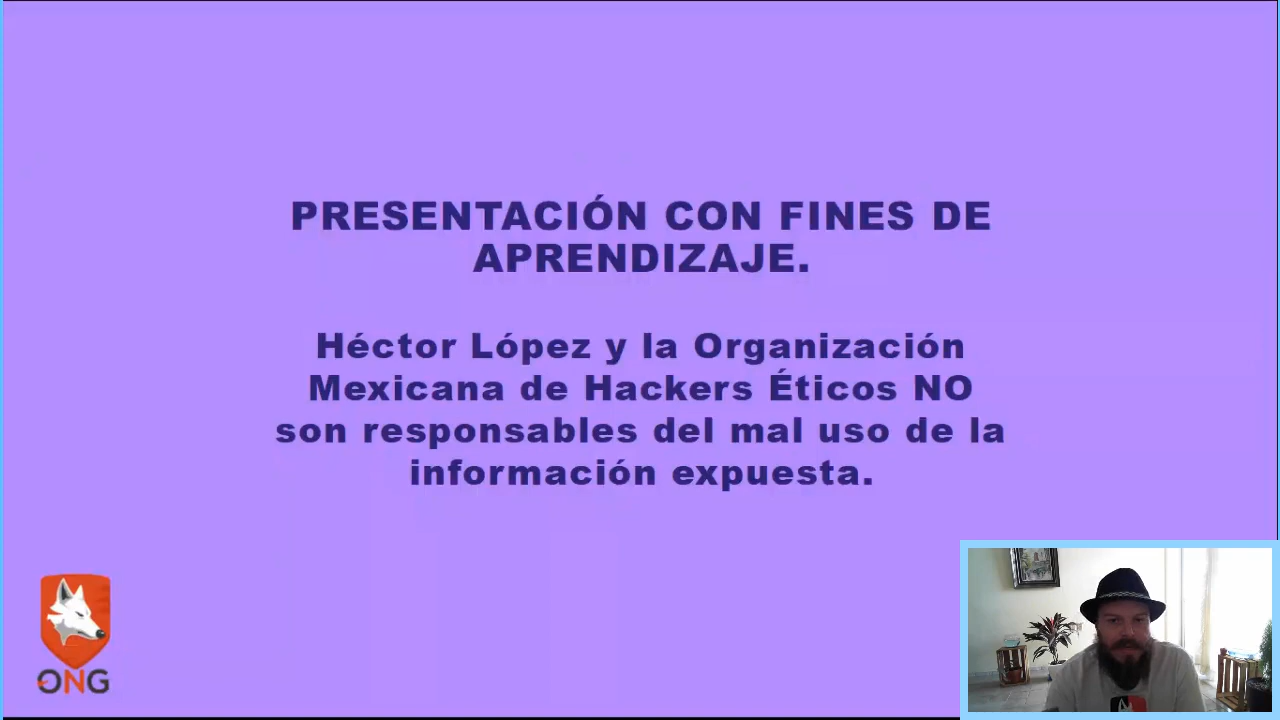 PRESENTACIÓN CON FINES DE
APRENDIZAJE.
Héctor López y la Organización
Mexicana de Hackers Éticos NO
son responsables del mal uso de la
información expuesta.
ONG